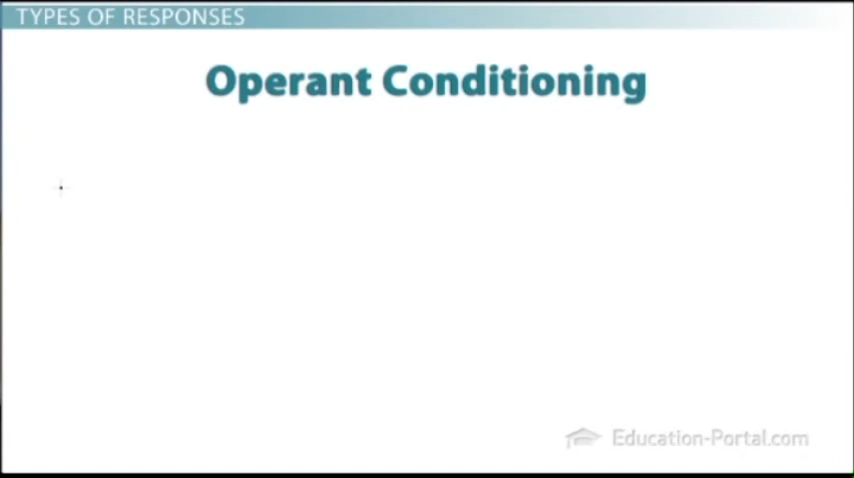 TYPES OF RESPONSES
Operant Conditioning
Education-Portal.com